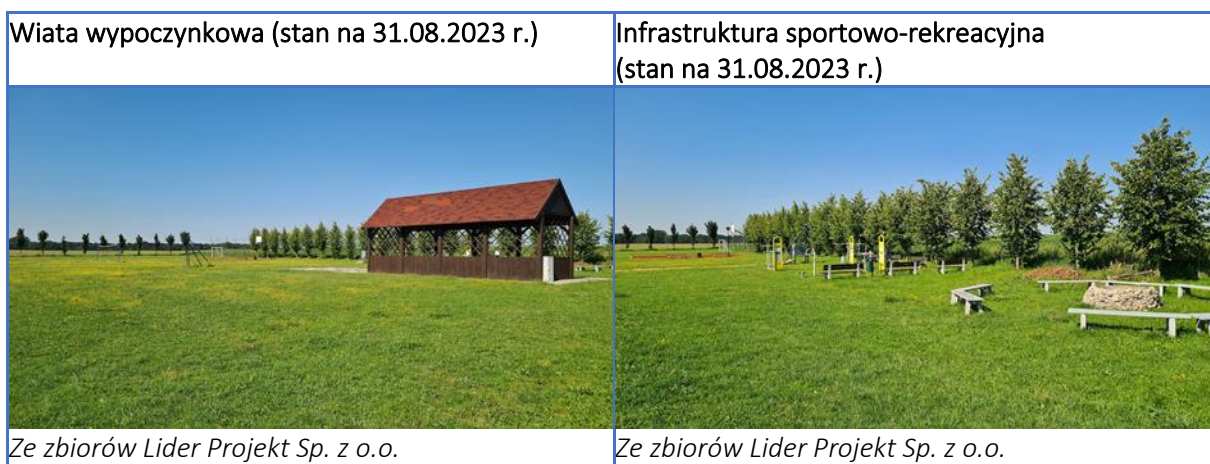 Wiata wypoczynkowa (stan na 31.08.2023 r.)
Infrastruktura sportowo-rekreacyjna
(stan na 31.08.2023 r.)
Ze zbiorów Lider Projekt Sp. z o.o.
Ze zbiorów Lider Projekt Sp. z o.o.